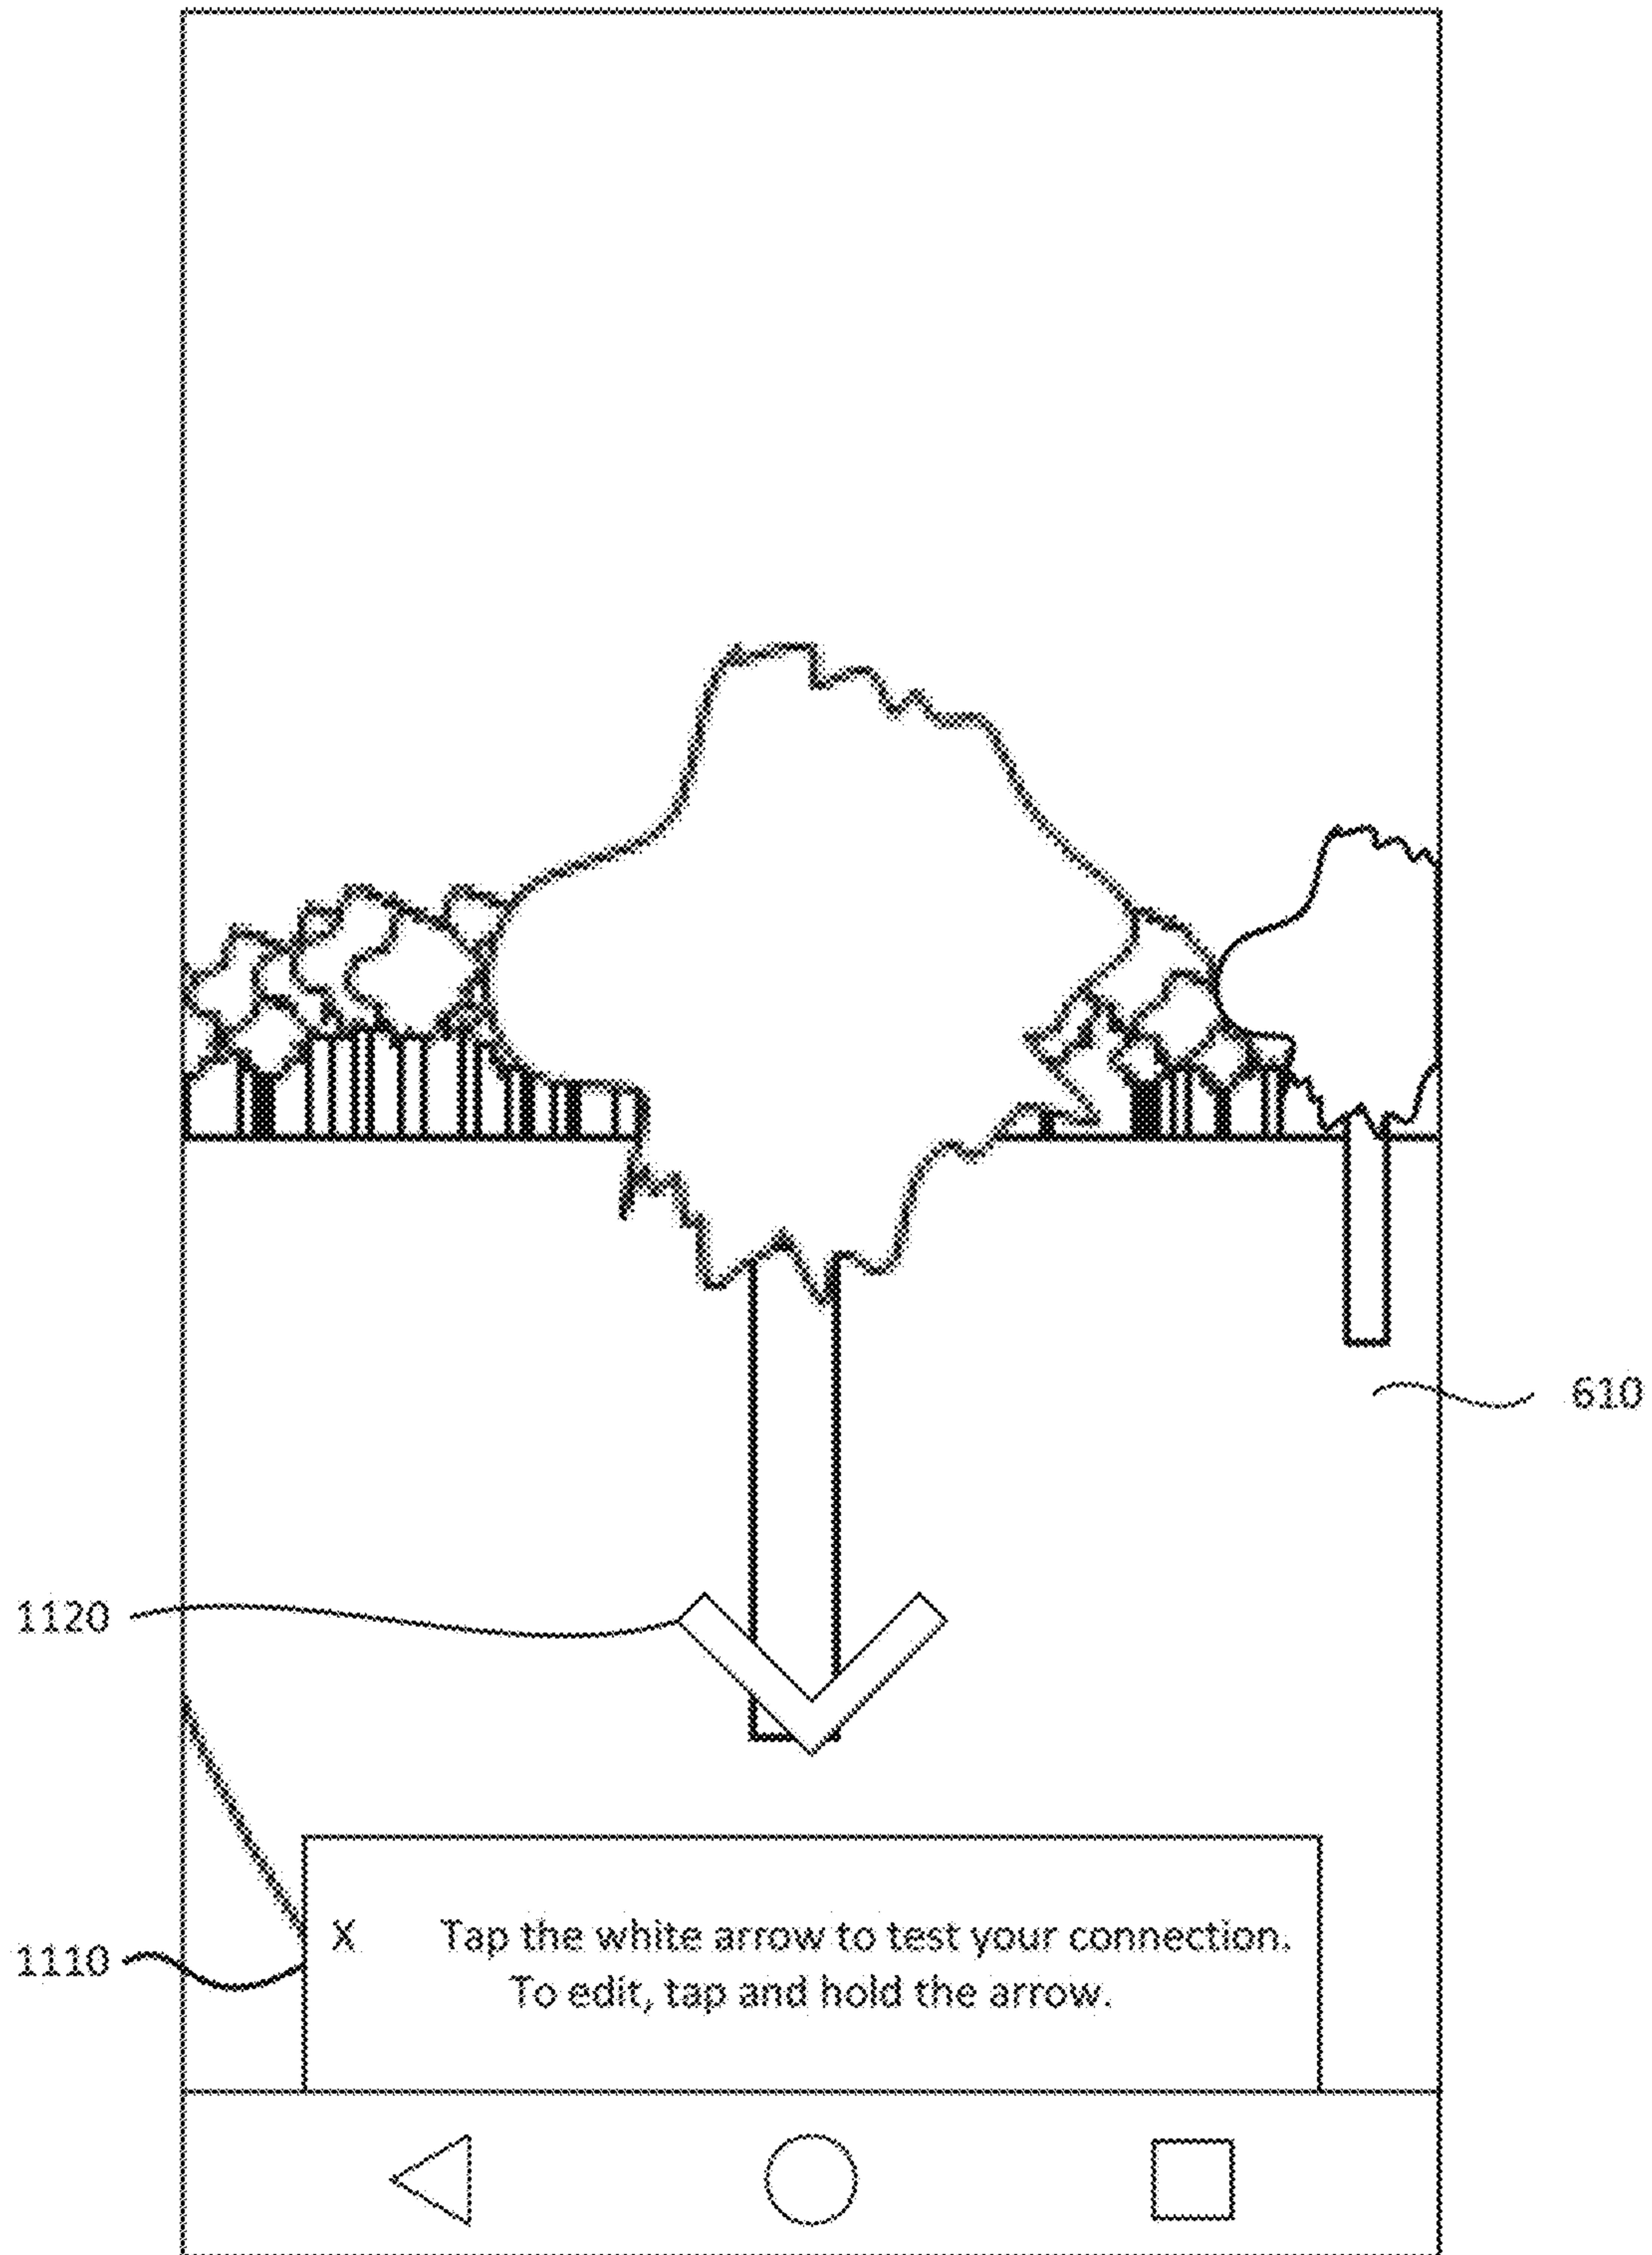 610
1120
1110
X Tap the white arrow to test your connection.
To edit, tap and hold the arrow.